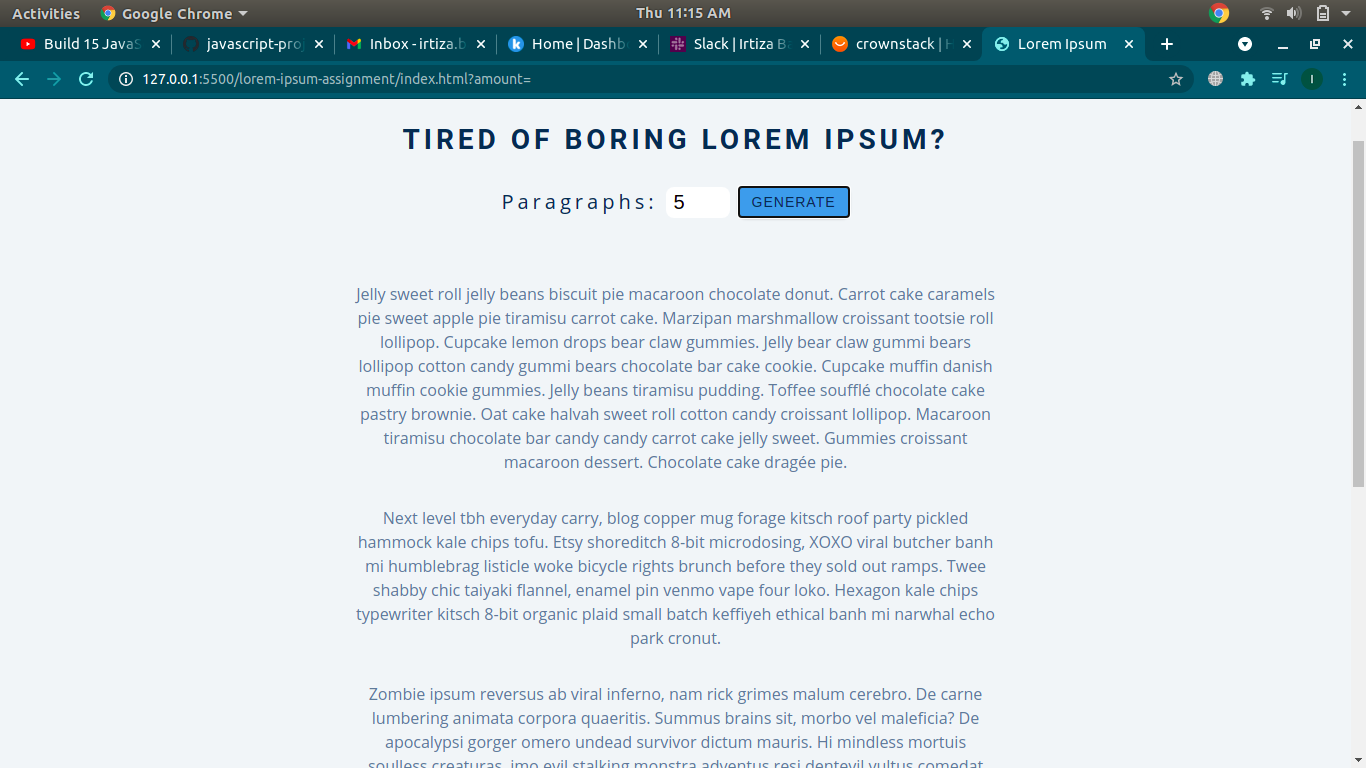 Activities Google Chrome Thu 11:15 AM
Build 15 JavaS javascript-pro Inbox - irtiza.b Home | Dashb Slack | Irtiza Ba crownstack | H Lorem Ipsum
127.0.0.1:5500/lorem-ipsum-assignment/index.html?amount= I
TIRED OF BORING LOREM IPSUM?
Paragraphs: 5 GENERATE
Jelly sweet roll jelly beans biscuit pie macaroon chocolate donut. Carrot cake caramels
pie sweet apple pie tiramisu carrot cake. Marzipan marshmallow croissant tootsie roll
lollipop. Cupcake lemon drops bear claw gummies. Jelly bear claw gummi bears
lollipop cotton candy gummi bears chocolate bar cake cookie. Cupcake muffin danish
muffin cookie gummies. Jelly beans tiramisu pudding. Toffee soufflé chocolate cake
pastry brownie. Oat cake halvah sweet roll cotton candy croissant lollipop. Macaroon
tiramisu chocolate bar candy candy carrot cake jelly sweet. Gummies croissant
macaroon dessert. Chocolate cake dragée pie.
Next level tbh everyday carry, blog copper mug forage kitsch roof party pickled
hammock kale chips tofu. Etsy shoreditch 8-bit microdosing, XOXO viral butcher banh
mi humblebrag listicle woke bicycle rights brunch before they sold out ramps. Twee
shabby chic taiyaki flannel, enamel pin venmo vape four loko. Hexagon kale chips
typewriter kitsch 8-bit organic plaid small batch keffiyeh ethical banh mi narwhal echo
park cronut.
Zombie ipsum reversus ab viral inferno, nam rick grimes malum cerebro. De carne
lumbering animata corpora quaeritis. Summus brains sit, morbo vel maleficia? De
apocalypsi gorger omero undead survivor dictum mauris. Hi mindless mortuis
soulless creaturas, imo evil stalking monstra adventus resi dentevil vultus comedat